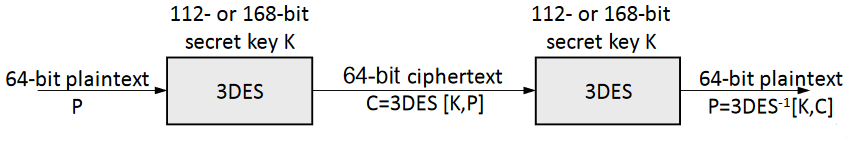 112- or 168-bit
secret key K
64-bit plaintext
P
3DES
64-bit ciphertext
C=3DES [K,P]
112- or 168-bit
secret key K
3DES
64-bit plaintext
P=3DES⁻¹[K,C]